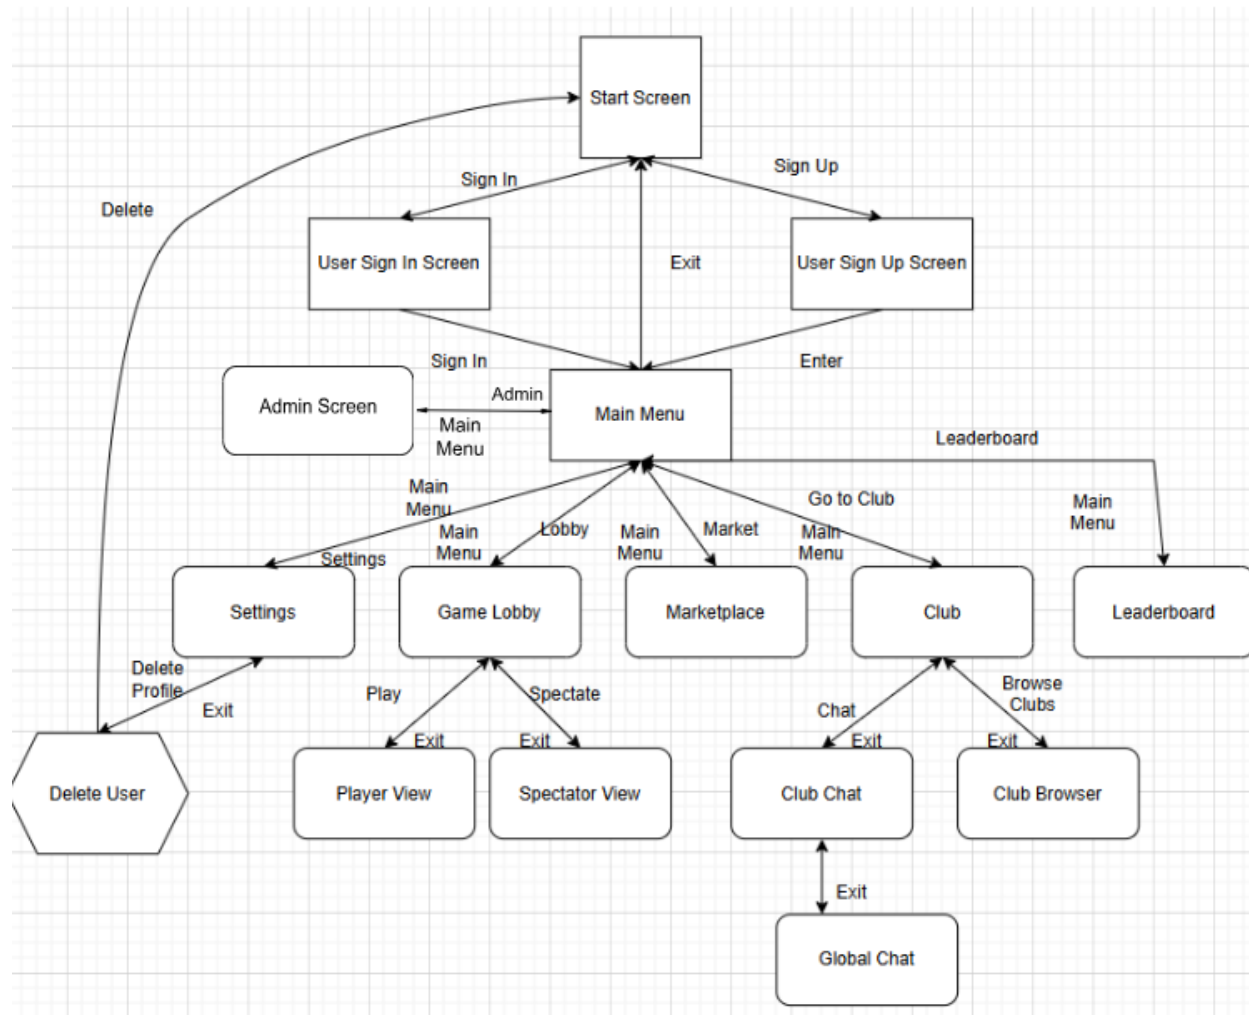 Start Screen
Sign In
Sign Up
Delete
User Sign In Screen
Exit
User Sign Up Screen
Sign In
Enter
Admin Screen
Admin
Main
Menu
Main Menu
Leaderboard
Main
Menu
Settings
Main
Menu
Lobby
Main
Menu
Market
Go to Club
Main
Menu
Main
Menu
Settings
Game Lobby
Marketplace
Club
Leaderboard
Delete
Profile
Exit
Play
Spectate
Chat
Browse
Clubs
Exit
Exit
Exit
Exit
Delete User
Player View
Spectator View
Club Chat
Club Browser
Exit
Global Chat